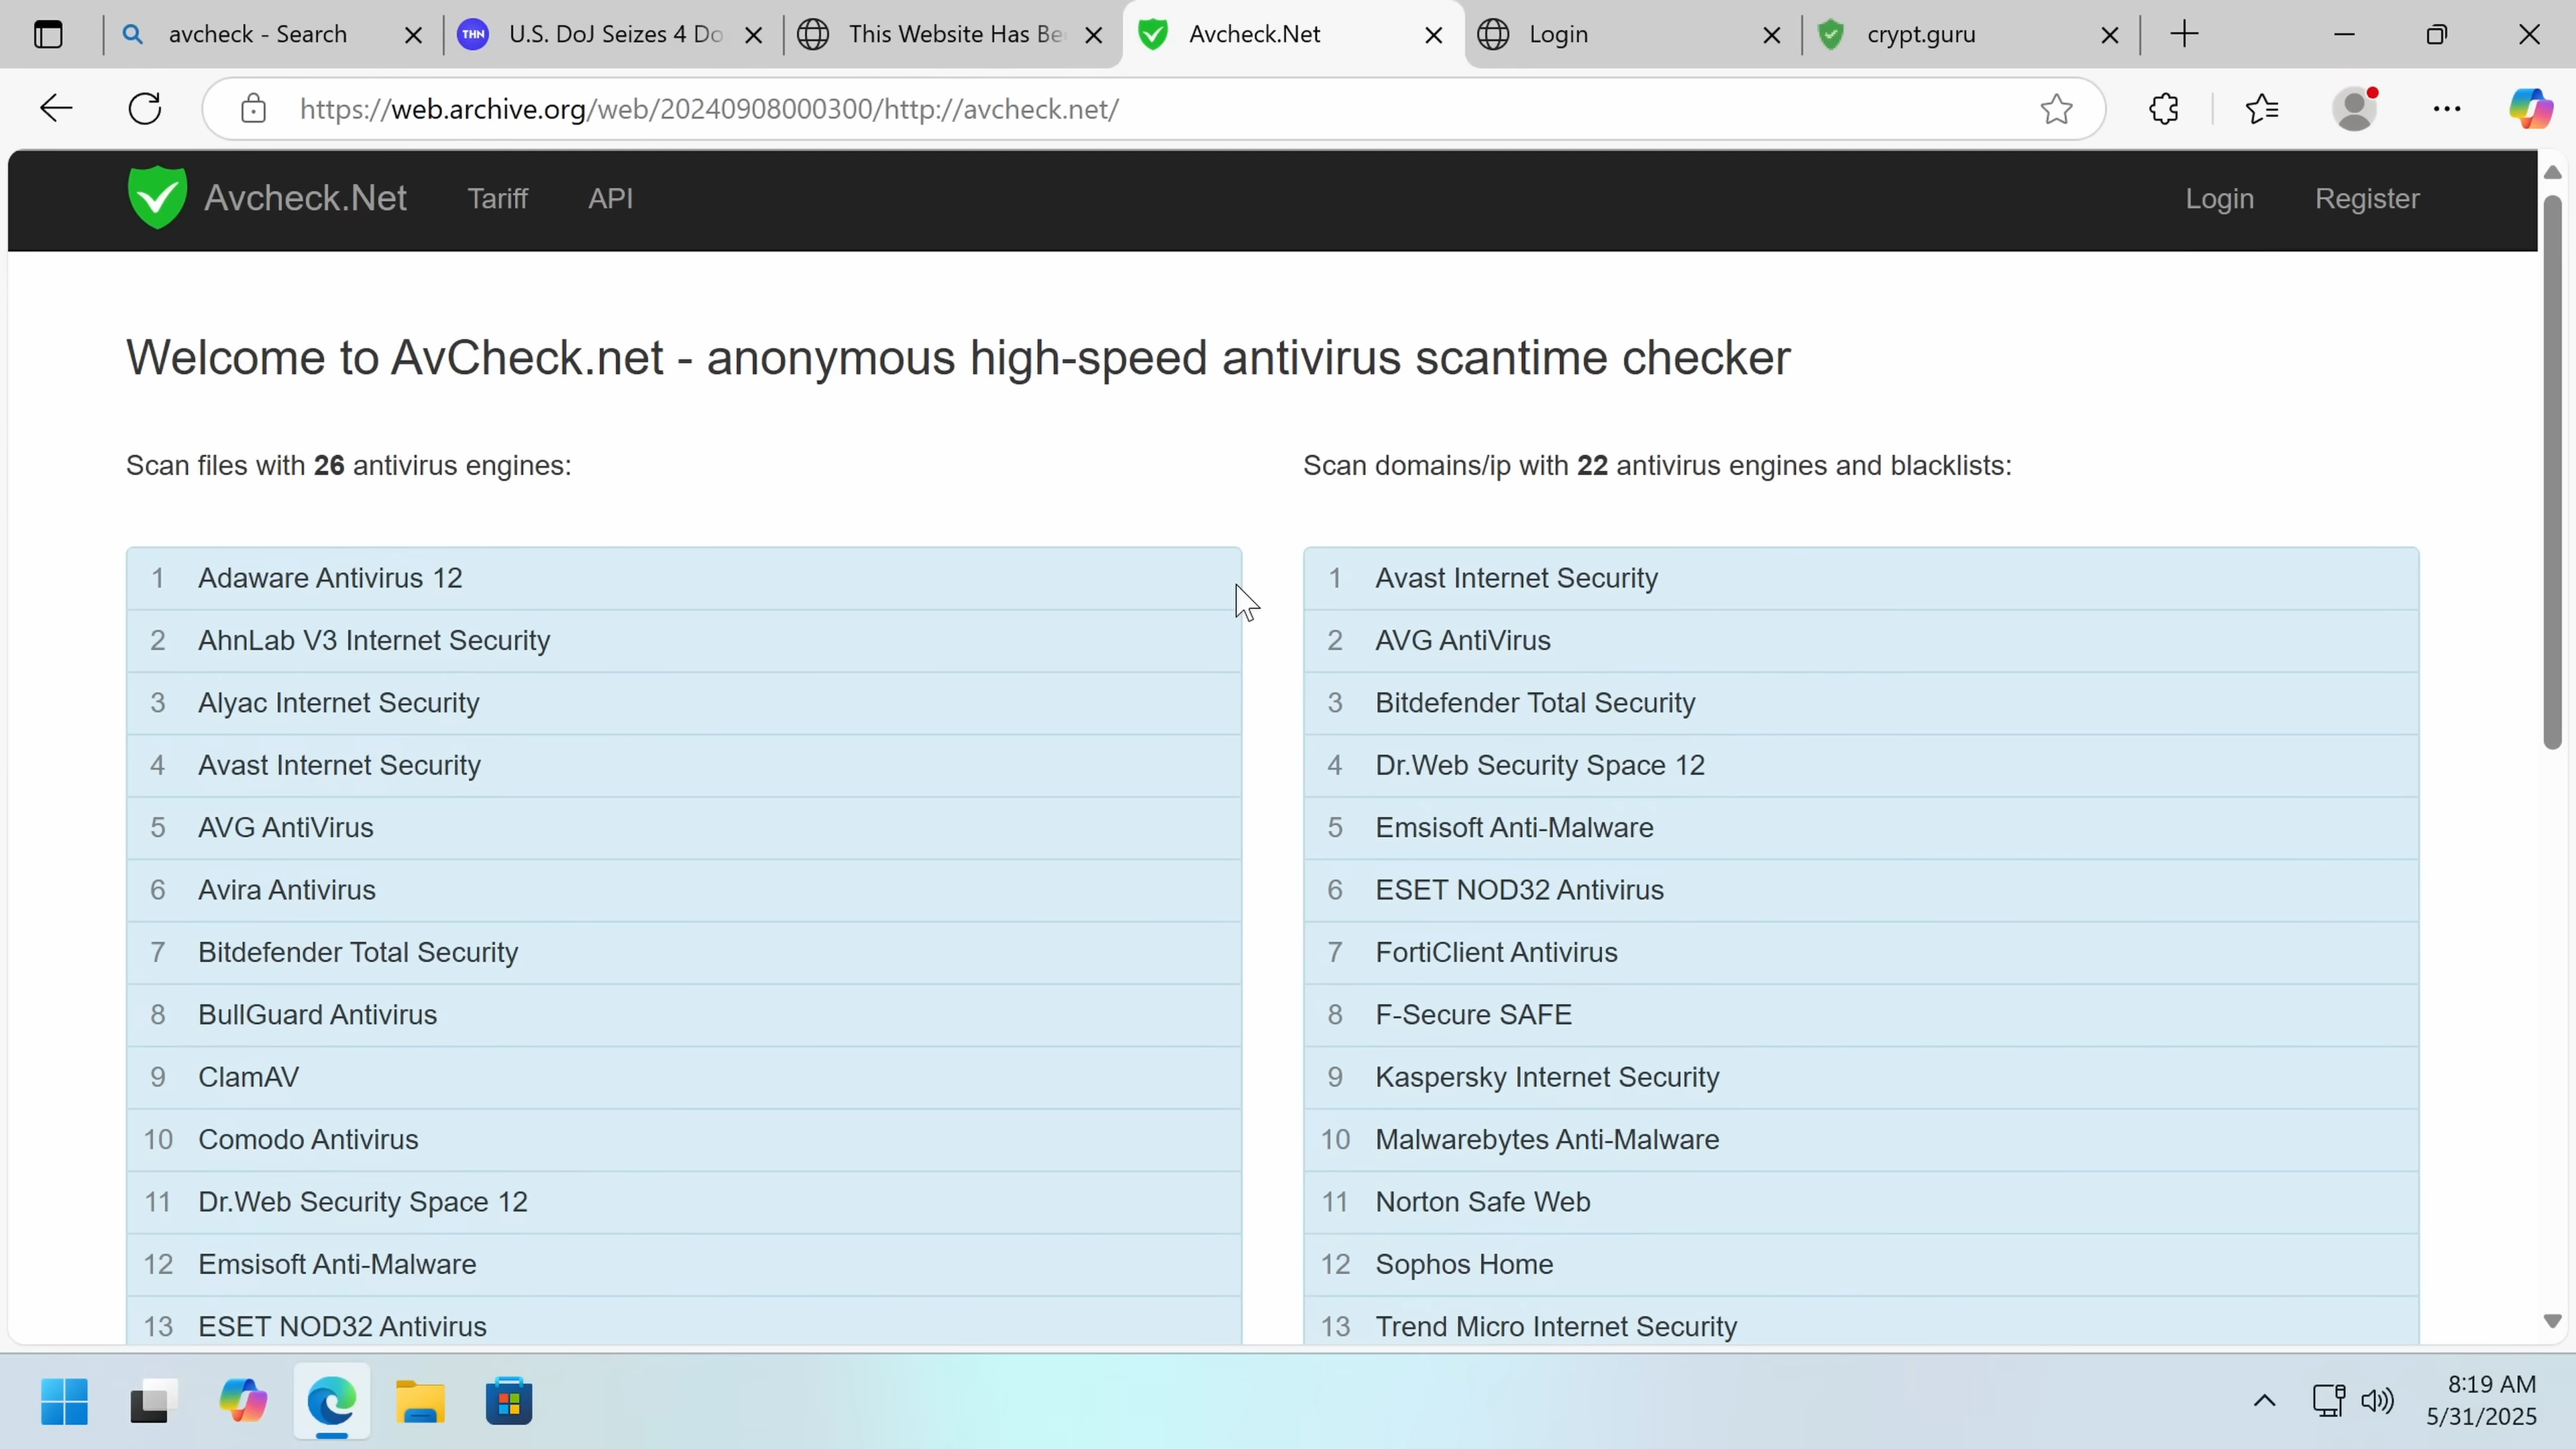 avcheck - Search
U.S. DoJ Seizes 4 Do
This Website Has Be
Avcheck.Net
Login
crypt.guru
https://web.archive.org/web/20240908000300/http://avcheck.net/
Avcheck.Net
Tariff
API
Login
Register
Welcome to AvCheck.net - anonymous high-speed antivirus scantime checker
Scan files with 26 antivirus engines:
1 Adaware Antivirus 12
2 AhnLab V3 Internet Security
3 Alyac Internet Security
4 Avast Internet Security
5 AVG AntiVirus
6 Avira Antivirus
7 Bitdefender Total Security
8 BullGuard Antivirus
9 ClamAV
10 Comodo Antivirus
11 Dr.Web Security Space 12
12 Emsisoft Anti-Malware
13 ESET NOD32 Antivirus
Scan domains/ip with 22 antivirus engines and blacklists:
1 Avast Internet Security
2 AVG AntiVirus
3 Bitdefender Total Security
4 Dr.Web Security Space 12
5 Emsisoft Anti-Malware
6 ESET NOD32 Antivirus
7 FortiClient Antivirus
8 F-Secure SAFE
9 Kaspersky Internet Security
10 Malwarebytes Anti-Malware
11 Norton Safe Web
12 Sophos Home
13 Trend Micro Internet Security
8:19 AM
5/31/2025